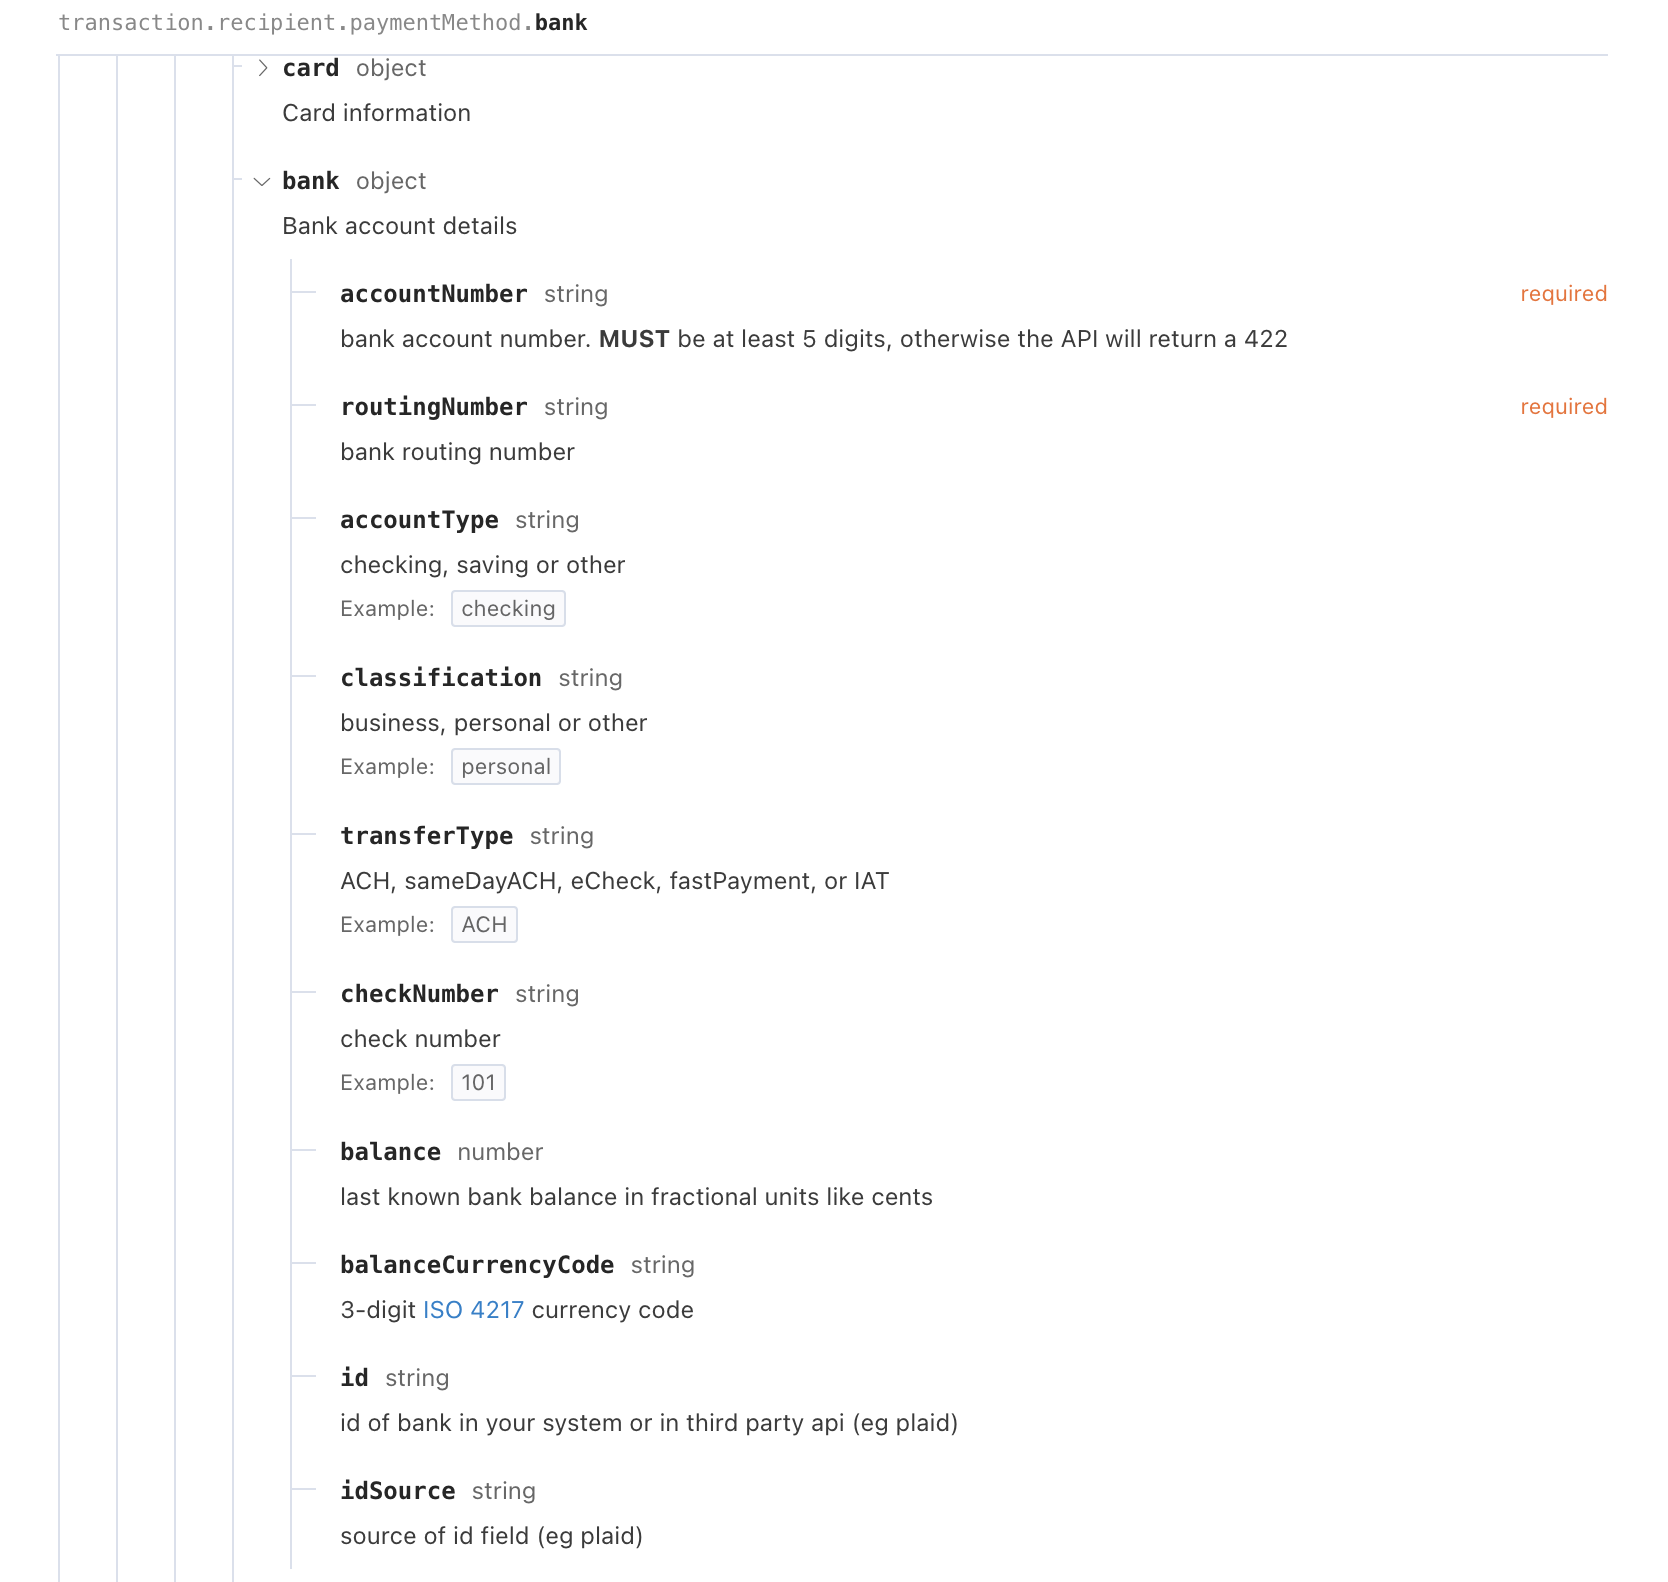 transaction.recipient.paymentMethod.bank
card object
Card information
bank object
Bank account details
accountNumber string required
bank account number. MUST be at least 5 digits, otherwise the API will return a 422
routingNumber string required
bank routing number
accountType string
checking, saving or other
Example: checking
classification string
business, personal or other
Example: personal
transferType string
ACH, sameDayACH, eCheck, fastPayment, or IAT
Example: ACH
checkNumber string
check number
Example: 101
balance number
last known bank balance in fractional units like cents
balanceCurrencyCode string
3-digit ISO 4217 currency code
id string
id of bank in your system or in third party api (eg plaid)
idSource string
source of id field (eg plaid)